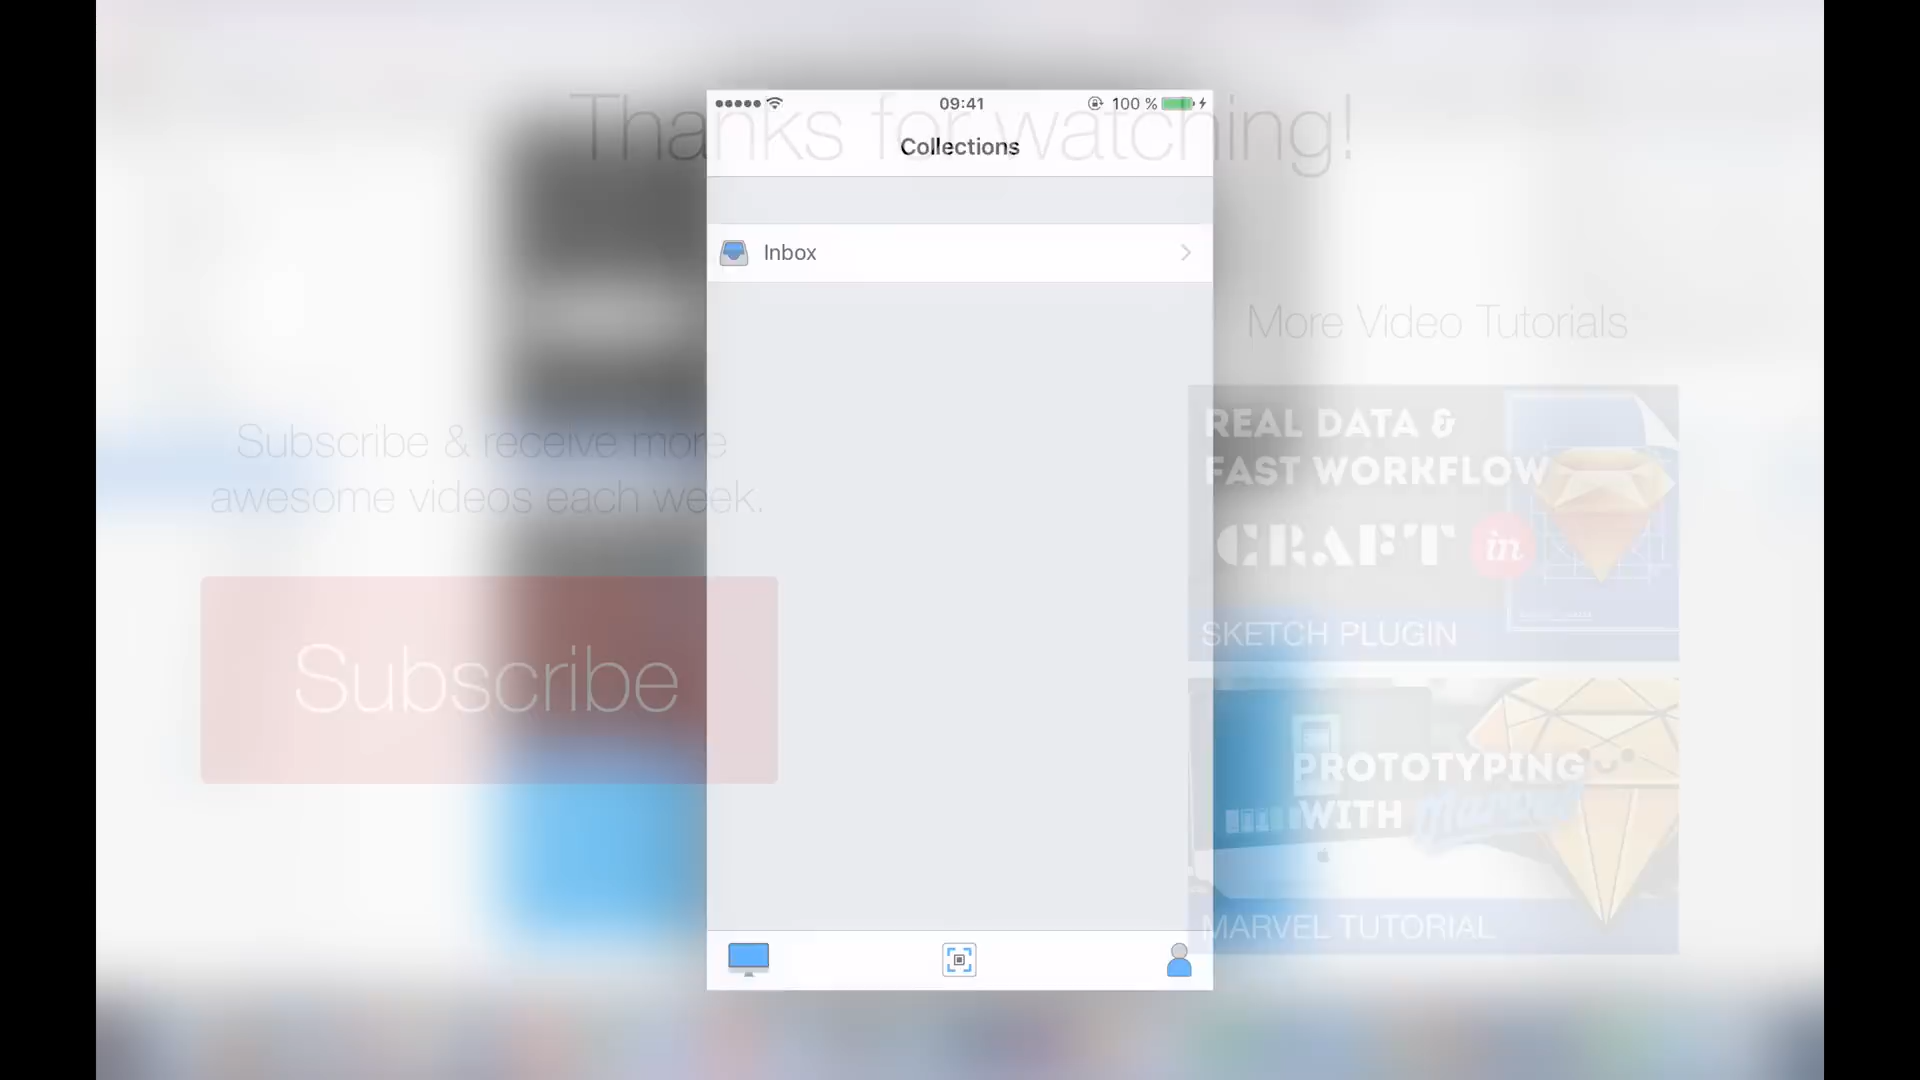 Thanks for watching!
09:41
100 %
Collections
Inbox
More Video Tutorials
Subscribe & receive more
awesome videos each week.
Subscribe
REAL DATA &
FAST WORKFLOW
CRAFT in
SKETCH PLUGIN
PROTOTYPING
WITH Marvel
MARVEL TUTORIAL